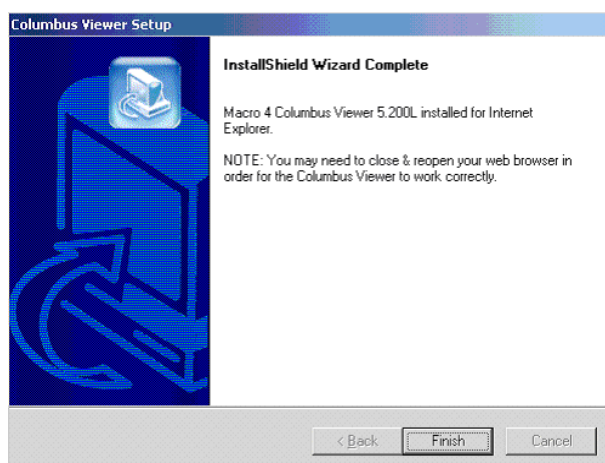 Columbus Viewer Setup
InstallShield Wizard Complete
Macro 4 Columbus Viewer 5.200L installed for Internet
Explorer.
NOTE: You may need to close & reopen your web browser in
order for the Columbus Viewer to work correctly.
< Back
Finish
Cancel